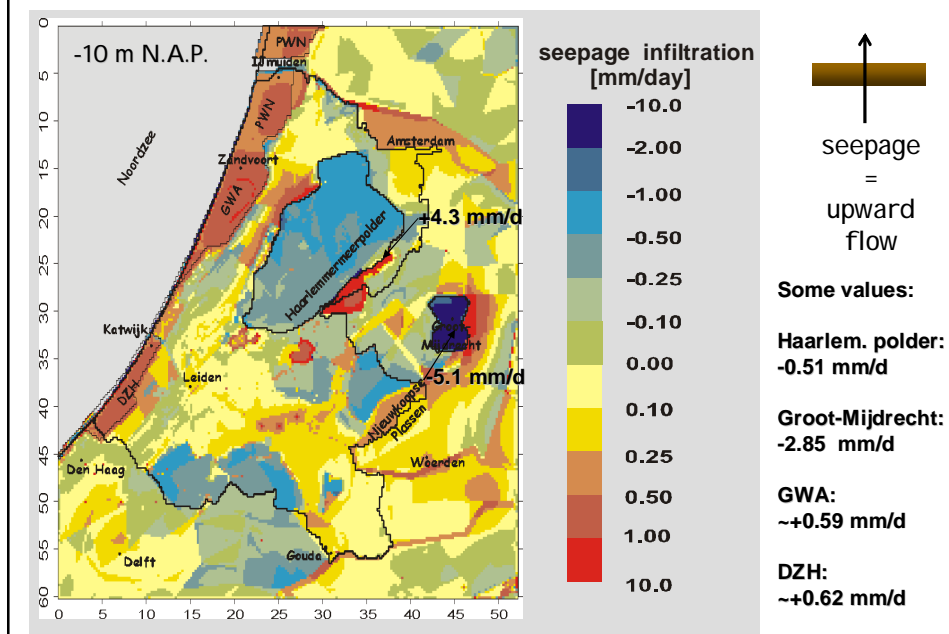 -10 m N.A.P.
PWN
IJmuiden
PWN
Amsterdam
Noordzee
Zandvoort
GWA
+4.3 mm/d
Haarlemmermeerpolder
Katwijk
Groot
Mijdrecht
-5.1 mm/d
DZH
Leiden
Nieuwkoopse
Plassen
Den Haag
Woerden
Delft
Gouda
0
5
10
15
20
25
30
35
40
45
50
55
60
0 5 10 15 20 25 30 35 40 45 50
seepage infiltration
[mm/day]
-10.0
-2.00
-1.00
-0.50
-0.25
-0.10
0.00
0.10
0.25
0.50
1.00
10.0
seepage
=
upward
flow
Some values:
Haarlem. polder:
-0.51 mm/d
Groot-Mijdrecht:
-2.85 mm/d
GWA:
~+0.59 mm/d
DZH:
~+0.62 mm/d